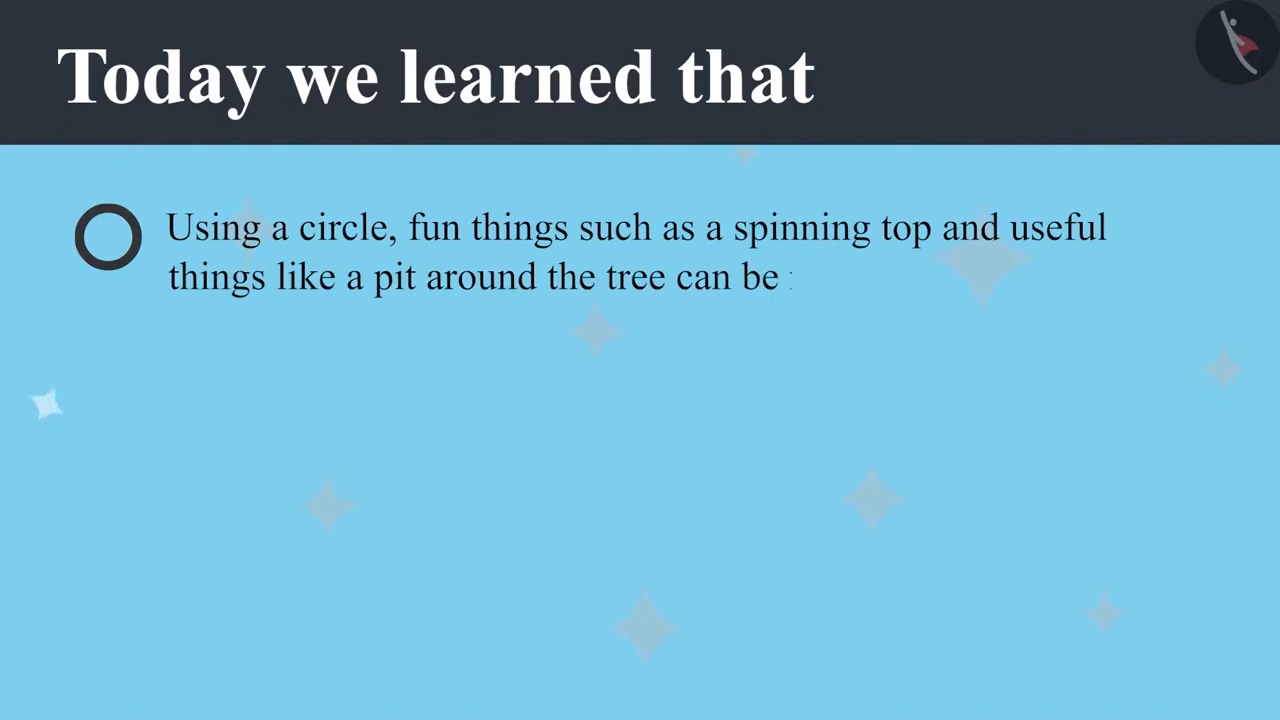 Today we learned that
Using a circle, fun things such as a spinning top and useful
things like a pit around the tree can be